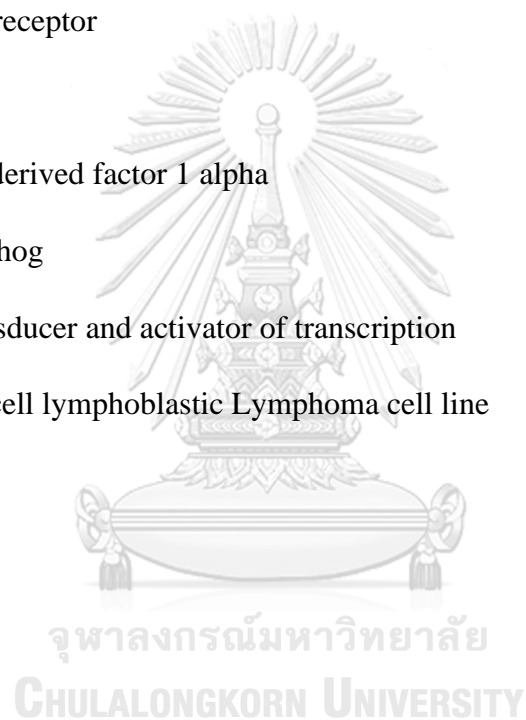 receptor
derived factor 1 alpha
hog
sducer and activator of transcription
cell lymphoblastic Lymphoma cell line
จุฬาลงกรณ์มหาวิทยาลัย
CHULALONGKORN UNIVERSITY